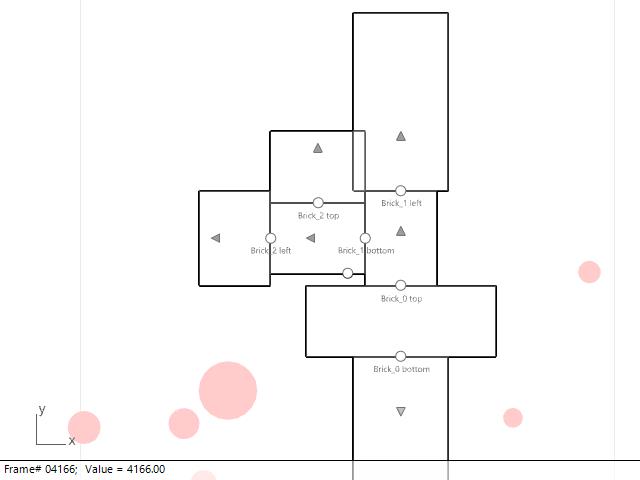 Brick_1 left
Brick_2 top
Brick_2 left
Brick_1 bottom
Brick_0 top
Brick_0 bottom
y
x
Frame# 04166; Value = 4166.00